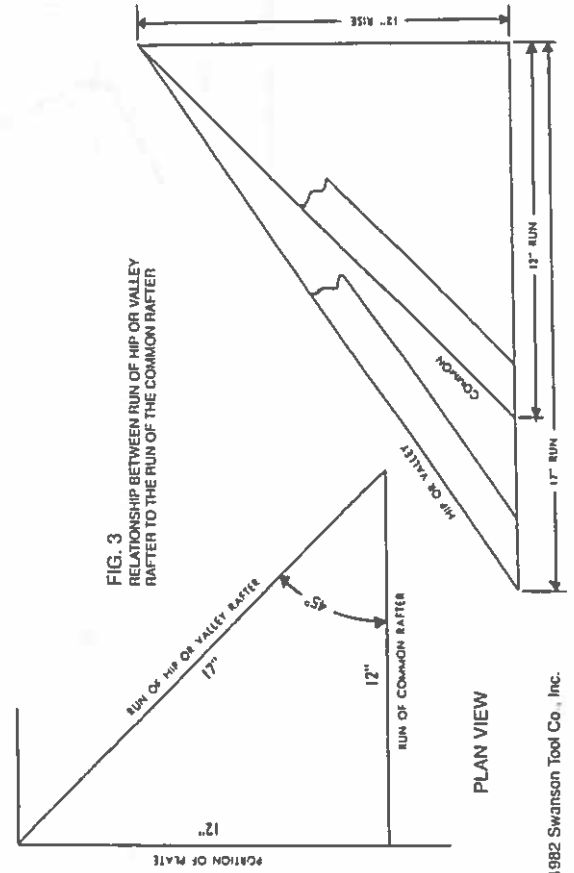 FIG. 3
RELATIONSHIP BETWEEN RUN OF HIP OR VALLEY
RAFTER TO THE RUN OF THE COMMON RAFTER
RUN OF HIP OR VALLEY RAFTER
17"
45°
12"
RUN OF COMMON RAFTER
12"
PORTION OF PLATE
PLAN VIEW
12" RISE
HIP OR VALLEY
COMMON
12" RUN
17" RUN
1982 Swanson Tool Co., Inc.